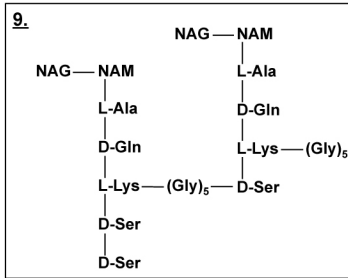 9.
NAG — NAM
L-Ala
D-Gln
L-Lys — (Gly)5
NAG — NAM
L-Ala
D-Gln
L-Lys — (Gly)5 — D-Ser
D-Ser
D-Ser